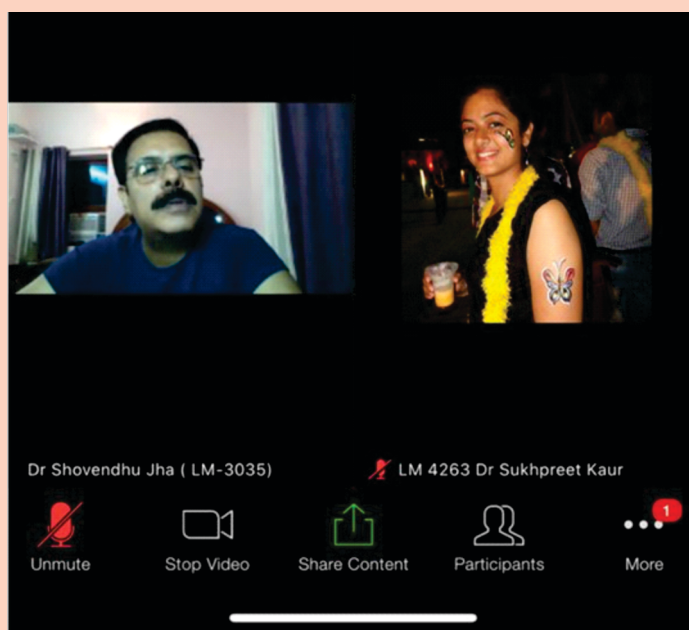 Dr Shovendhu Jha ( LM-3035)
LM 4263 Dr Sukhpreet Kaur
Unmute
Stop Video
Share Content
Participants
1
More